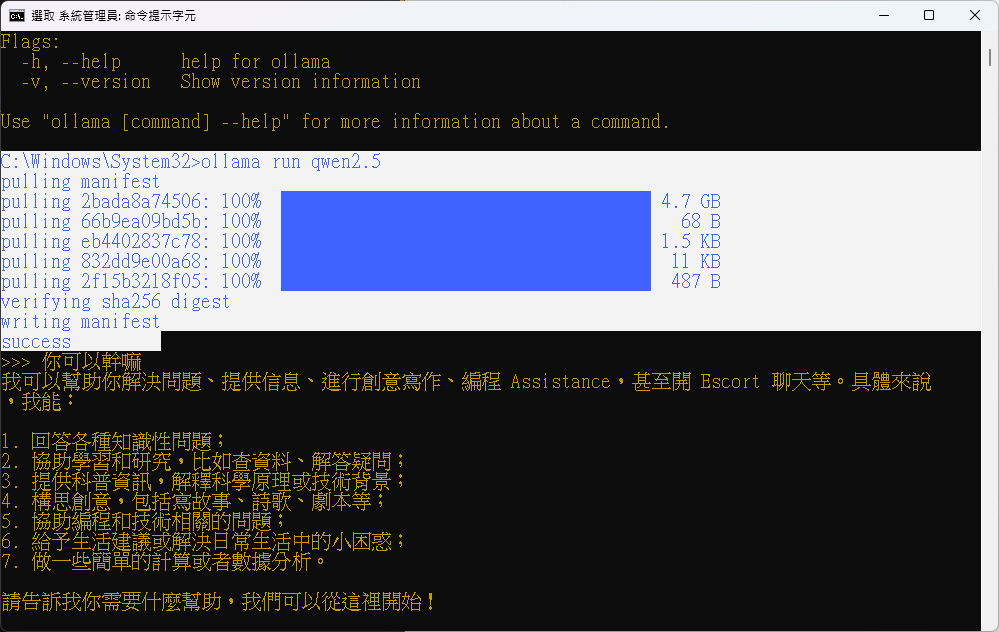 選取 系統管理員: 命令提示字元
Flags:
-h, --help      help for ollama
-v, --version   Show version information
Use "ollama [command] --help" for more information about a command.
C:\Windows\System32>ollama run qwen2.5
pulling manifest
pulling 2bada8a74506: 100% 4.7 GB
pulling 66b9ea09bd5b: 100% 68 B
pulling eb4402837c78: 100% 1.5 KB
pulling 832dd9e00a68: 100% 11 KB
pulling 2f15b3218f05: 100% 487 B
verifying sha256 digest
writing manifest
success
>>> 你可以幹嘛
我可以幫助你解決問題、提供信息、進行創意寫作、編程 Assistance，甚至開 Escort 聊天等。具體來說
，我能：
1. 回答各種知識性問題；
2. 協助學習和研究，比如查資料、解答疑問；
3. 提供科普資訊，解釋科學原理或技術背景；
4. 構思創意，包括寫故事、詩歌、劇本等；
5. 協助編程和技術相關的問題；
6. 給予生活建議或解決日常生活中的小困惑；
7. 做一些簡單的計算或者數據分析。
請告訴我你需要什麼幫助，我們可以從這裡開始！